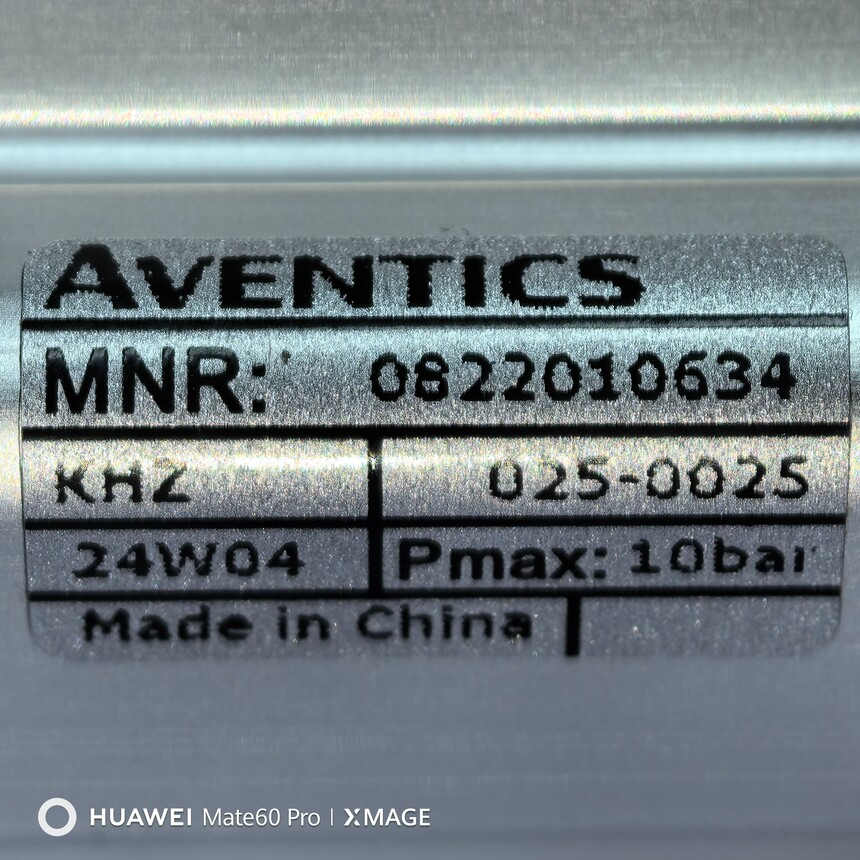 AVENTICS
MNR: 0822010634
KHZ 025-0025
24W04 Pmax: 10bar
Made in China
HUAWEI Mate60 Pro | XMAGE